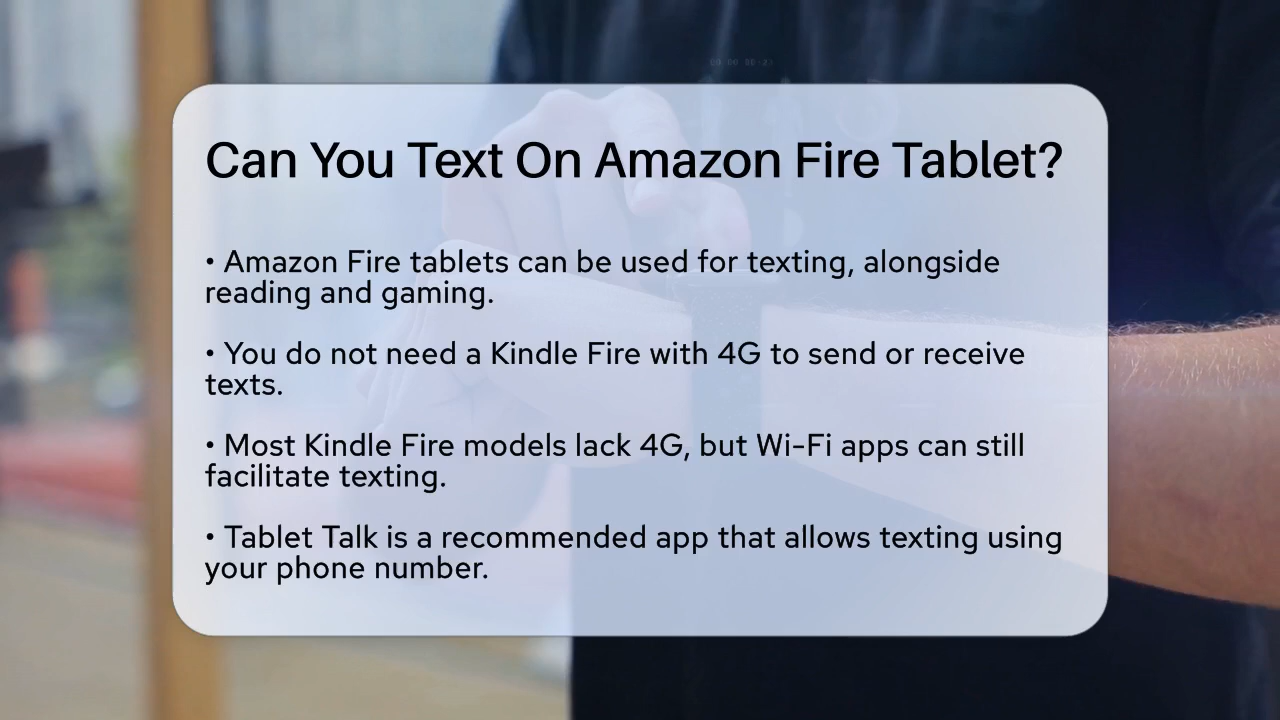 Can You Text On Amazon Fire Tablet?
• Amazon Fire tablets can be used for texting, alongside
reading and gaming.
• You do not need a Kindle Fire with 4G to send or receive
texts.
• Most Kindle Fire models lack 4G, but Wi-Fi apps can still
facilitate texting.
• Tablet Talk is a recommended app that allows texting using
your phone number.